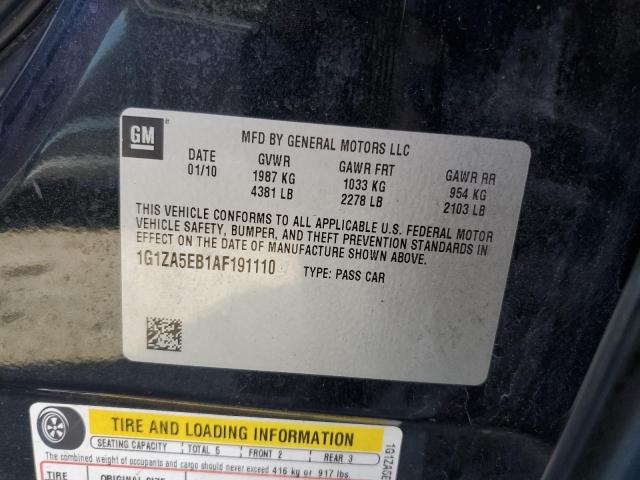 GM
MFD BY GENERAL MOTORS LLC
DATE GVWR GAWR FRT GAWR RR
01/10 1987 KG 1033 KG 954 KG
4381 LB 2278 LB 2103 LB
THIS VEHICLE CONFORMS TO ALL APPLICABLE U.S. FEDERAL MOTOR
VEHICLE SAFETY, BUMPER, AND THEFT PREVENTION STANDARDS IN
EFFECT ON THE DATE OF MANUFACTURE SHOWN ABOVE.
1G1ZA5EB1AF191110 TYPE: PASS CAR
TIRE AND LOADING INFORMATION
SEATING CAPACITY TOTAL 5 FRONT 2 REAR 3
The combined weight of occupants and cargo should never exceed 416 kg or 917 lbs.
TIRE ORIGINAL SIZE
1G1ZA5E